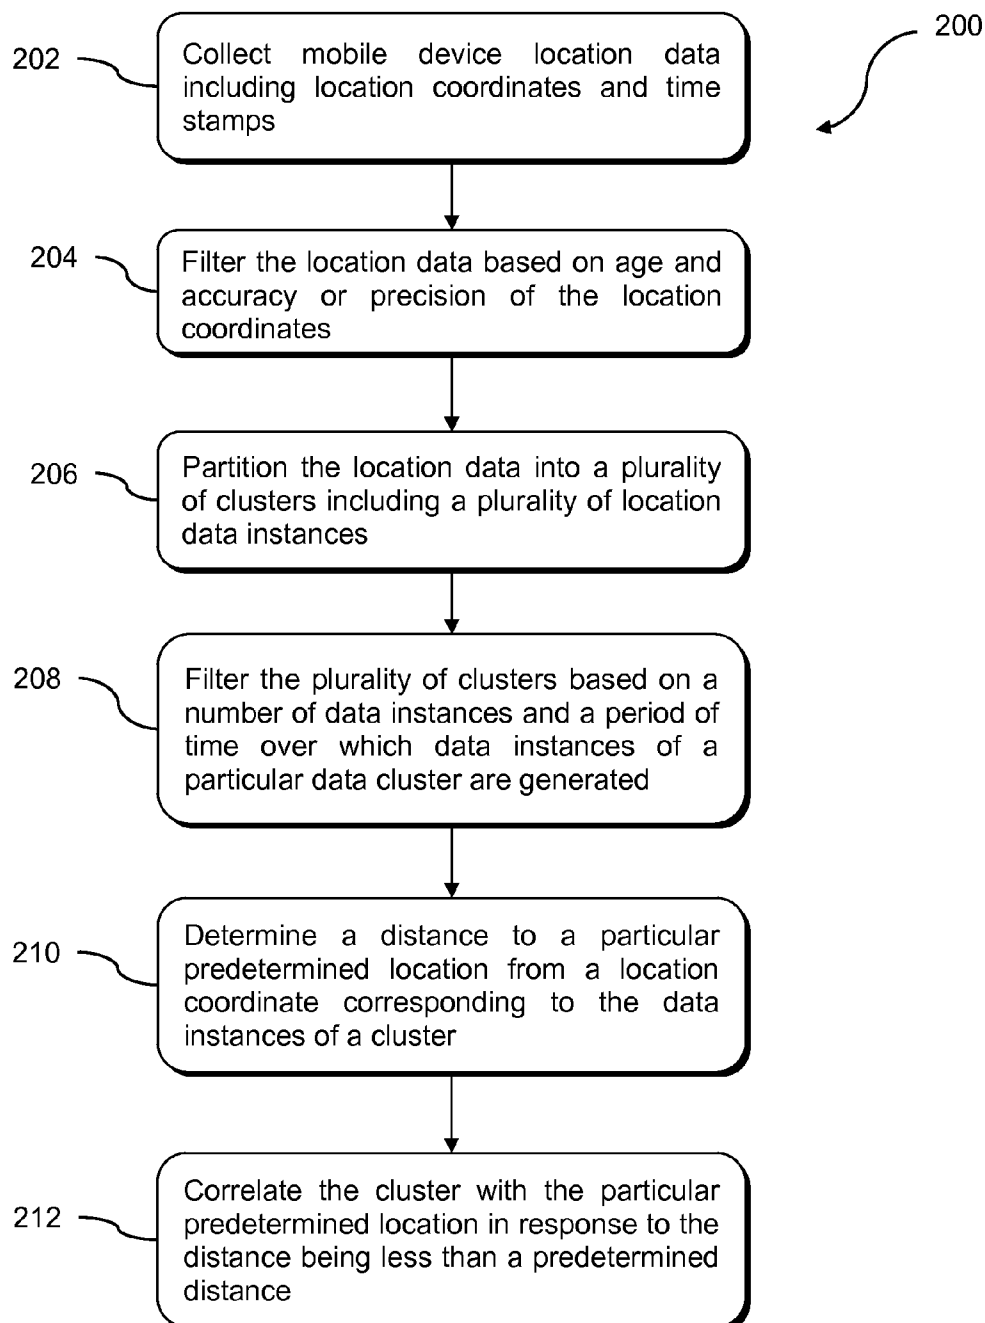 200
202
Collect mobile device location data
including location coordinates and time
stamps
204
Filter the location data based on age and
accuracy or precision of the location
coordinates
206
Partition the location data into a plurality
of clusters including a plurality of location
data instances
208
Filter the plurality of clusters based on a
number of data instances and a period of
time over which data instances of a
particular data cluster are generated
210
Determine a distance to a particular
predetermined location from a location
coordinate corresponding to the data
instances of a cluster
212
Correlate the cluster with the particular
predetermined location in response to the
distance being less than a predetermined
distance